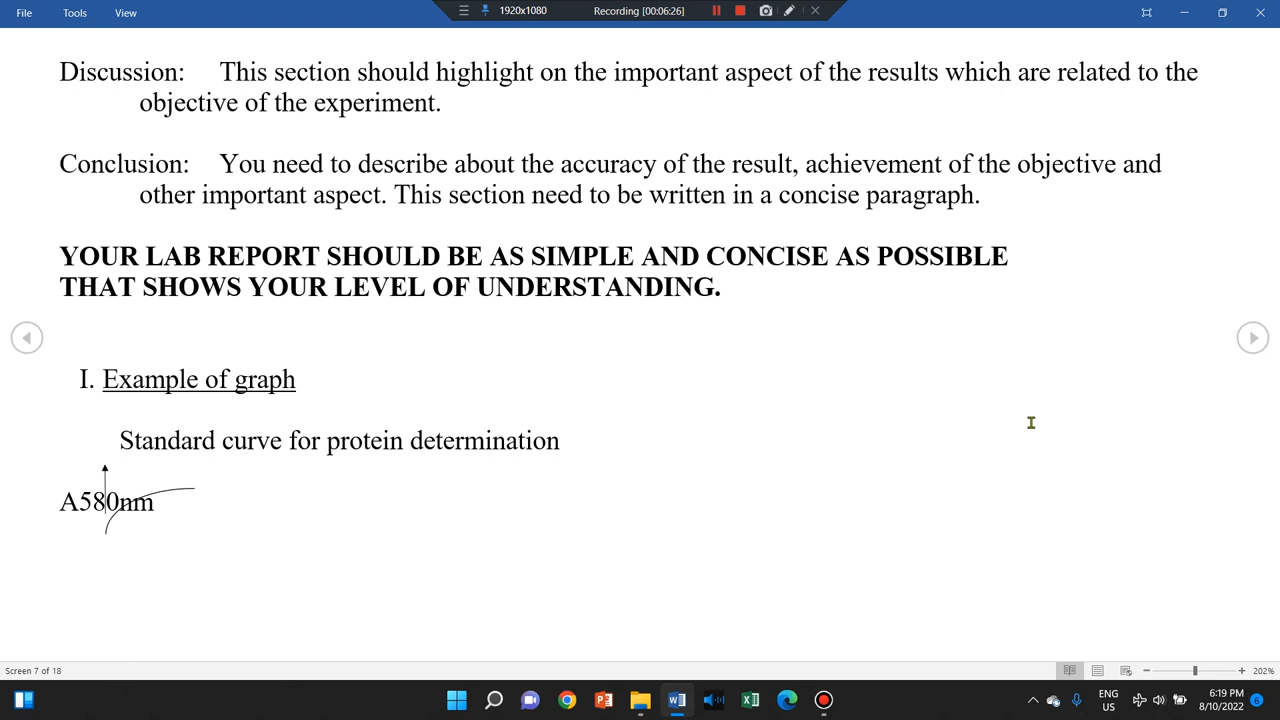 File Tools View
1920x1080 Recording [00:06:26]
Discussion: This section should highlight on the important aspect of the results which are related to the
objective of the experiment.
Conclusion: You need to describe about the accuracy of the result, achievement of the objective and
other important aspect. This section need to be written in a concise paragraph.
YOUR LAB REPORT SHOULD BE AS SIMPLE AND CONCISE AS POSSIBLE
THAT SHOWS YOUR LEVEL OF UNDERSTANDING.
I. Example of graph
Standard curve for protein determination
A580nm
Screen 7 of 18
202%
ENG
US
6:19 PM
8/10/2022
6